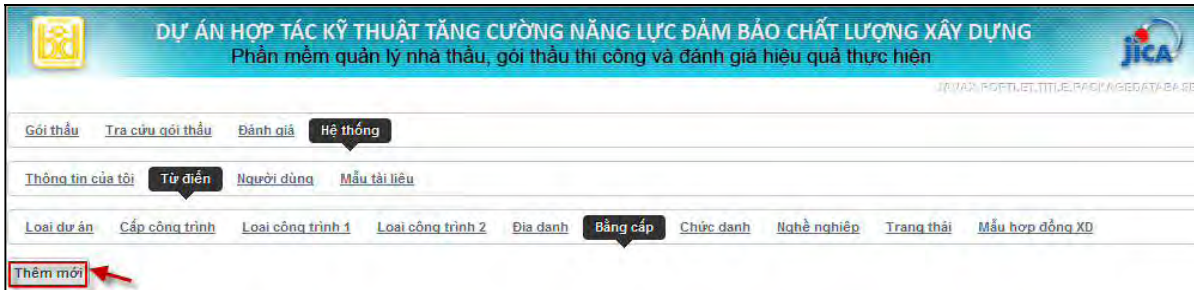 DỰ ÁN HỢP TÁC KỸ THUẬT TĂNG CƯỜNG NĂNG LỰC ĐẢM BẢO CHẤT LƯỢNG XÂY DỰNG
Phần mềm quản lý nhà thầu, gói thầu thi công và đánh giá hiệu quả thực hiện
jICA
JAVAX.PORTLET.TITLE.PACKAGEDATABASE
Gói thầu Tra cứu gói thầu Đánh giá Hệ thống
Thông tin của tôi Từ điển Người dùng Mẫu tài liệu
Loại dự án Cấp công trình Loại công trình 1 Loại công trình 2 Địa danh Bằng cấp Chức danh Nghề nghiệp Trạng thái Mẫu hợp đồng XD
Thêm mới